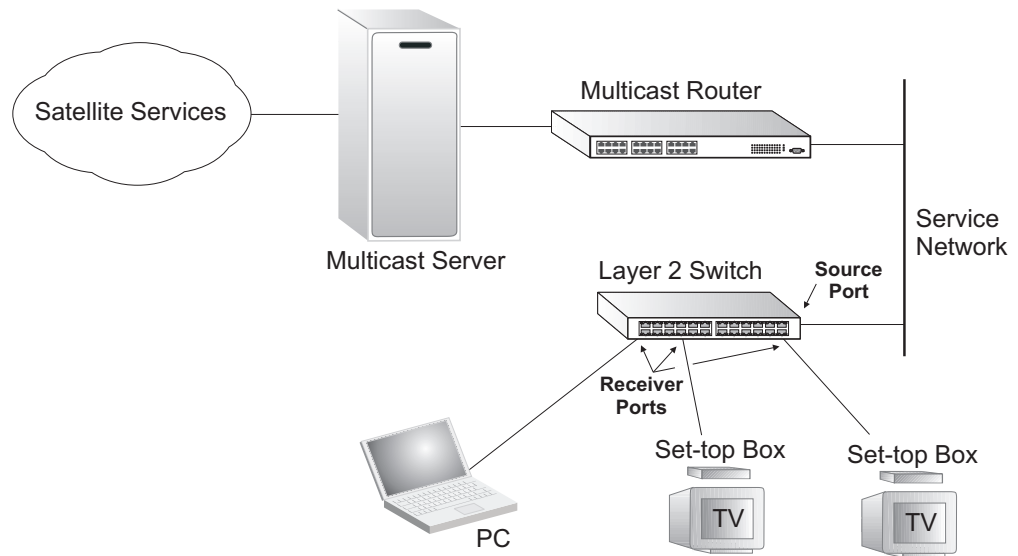 Satellite Services
Multicast Server
Multicast Router
Service
Network
Layer 2 Switch
Source
Port
Receiver
Ports
Set-top Box
Set-top Box
TV
TV
PC